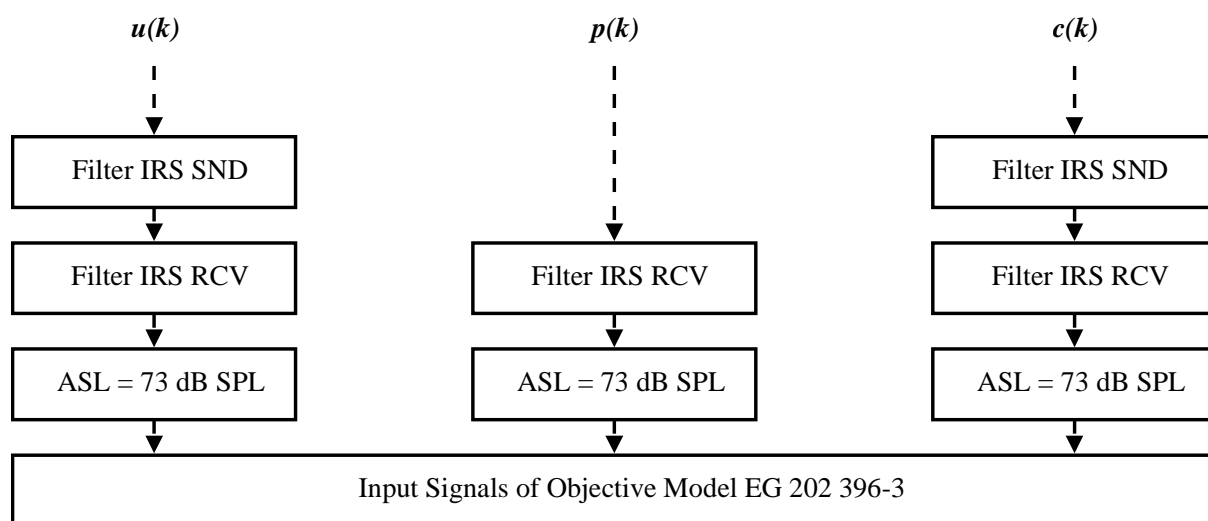 u(k) p(k) c(k)
Filter IRS SND Filter IRS SND
Filter IRS RCV Filter IRS RCV Filter IRS RCV
ASL = 73 dB SPL ASL = 73 dB SPL ASL = 73 dB SPL
Input Signals of Objective Model EG 202 396-3